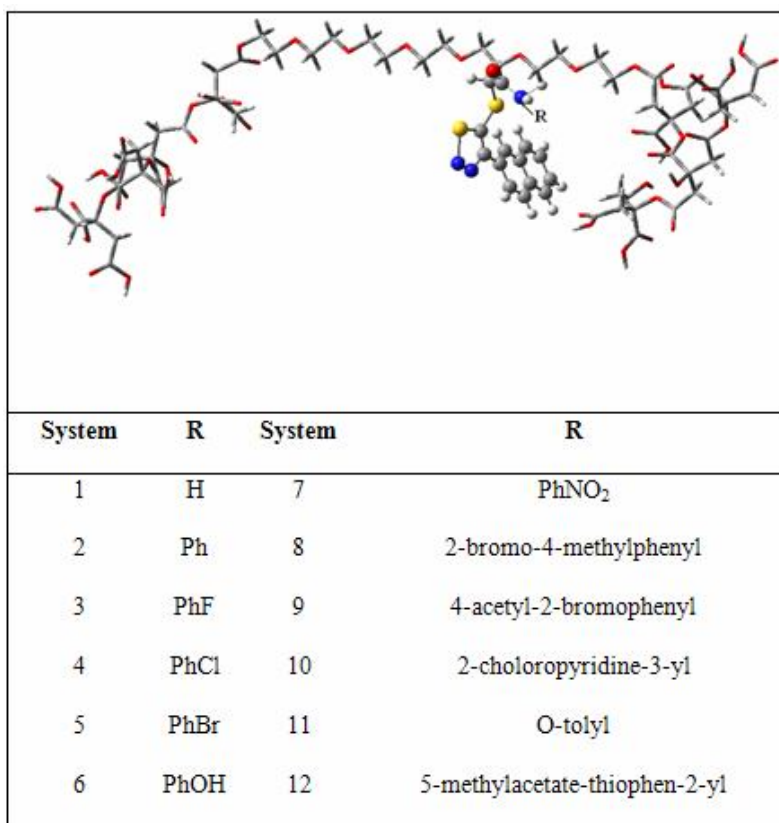 R
System R System R
1 H 7 PhNO₂
2 Ph 8 2-bromo-4-methylphenyl
3 PhF 9 4-acetyl-2-bromophenyl
4 PhCl 10 2-choloropyridine-3-yl
5 PhBr 11 O-tolyl
6 PhOH 12 5-methylacetate-thiophen-2-yl